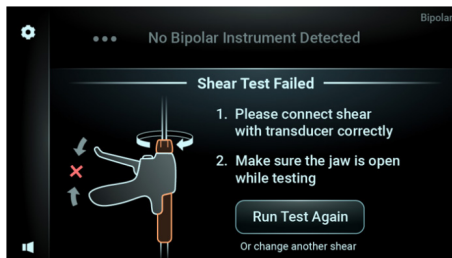 Bipolar
No Bipolar Instrument Detected
Shear Test Failed
1. Please connect shear
with transducer correctly
2. Make sure the jaw is open
while testing
Run Test Again
Or change another shear